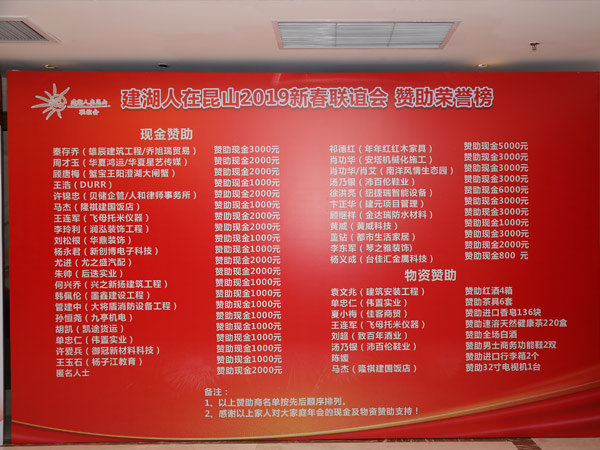 建湖人在昆山
联谊会
建湖人在昆山2019新春联谊会 赞助荣誉榜
现金赞助
秦存乔（雄辰建筑工程/乔旭瑞贸易） 赞助现金3000元
周才玉（华夏鸿运/华夏星艺传媒） 赞助现金2000元
顾唐梅（蟹宝王阳澄湖大闸蟹） 赞助现金2000元
王浩（DURR） 赞助现金1000元
许锦忠（贝储企管/人和律师事务所） 赞助现金2000元
马杰（隆祺建国饭店） 赞助现金2000元
王连军（飞母托米仪器） 赞助现金1000元
李玲利（润泓装饰工程） 赞助现金1000元
刘松根（华鼎装饰） 赞助现金1000元
杨永君（新创博电子科技） 赞助现金2000元
尤进（尤之盛汽配） 赞助现金2000元
朱帅（后迭实业） 赞助现金1000元
何兴乔（兴之新扬建筑工程） 赞助现金1000元
韩佩伦（墨鑫建设工程） 赞助现金1000元
管建中（大将盾消防设备工程） 赞助现金1000元
孙恒尧（九亭机电） 赞助现金1000元
胡凯（凯途货运） 赞助现金1000元
单忠仁（伟置实业） 赞助现金1000元
许爱兵（御冠新材料科技） 赞助现金1000元
王玉石（杨子江教育） 赞助现金1000元
匿名人士 赞助现金2000元
祁德红（年年红红木家具） 赞助现金5000元
肖功华（安塔机械化施工） 赞助现金3000元
肖功华/肖艾（南洋风情生态园） 赞助现金3000元
汤乃银（沛百伦鞋业） 赞助现金5000元
徐洪亮（纽捷瑞智能设备） 赞助现金6000元
卞正华（建元项目管理） 赞助现金3000元
顾继祥（金达瑞防水材料） 赞助现金3000元
黄威（黄威科技） 赞助现金1000元
董钻（都市生活家居） 赞助现金3000元
李东军（琴之雅装饰） 赞助现金2000元
杨义成（台佳汇金属科技） 赞助现金800 元
物资赞助
袁文兆（建筑安装工程） 赞助红酒4箱
单忠仁（伟置实业） 赞助茶具6套
夏小梅（佳客商贸） 赞助进口香皂136块
王连军（飞母托米仪器） 赞助速溶天然健康茶220盒
刘超（致百年酒业） 赞助全场白酒
汤乃银（沛百伦鞋业） 赞助男士商务功能鞋2双
陈媛 赞助进口行李箱2个
马杰（隆祺建国饭店） 赞助32寸电视机1台
备注：
1、以上赞助商名单按先后顺序排列。
2、感谢以上家人对大家庭年会的现金及物资赞助支持！